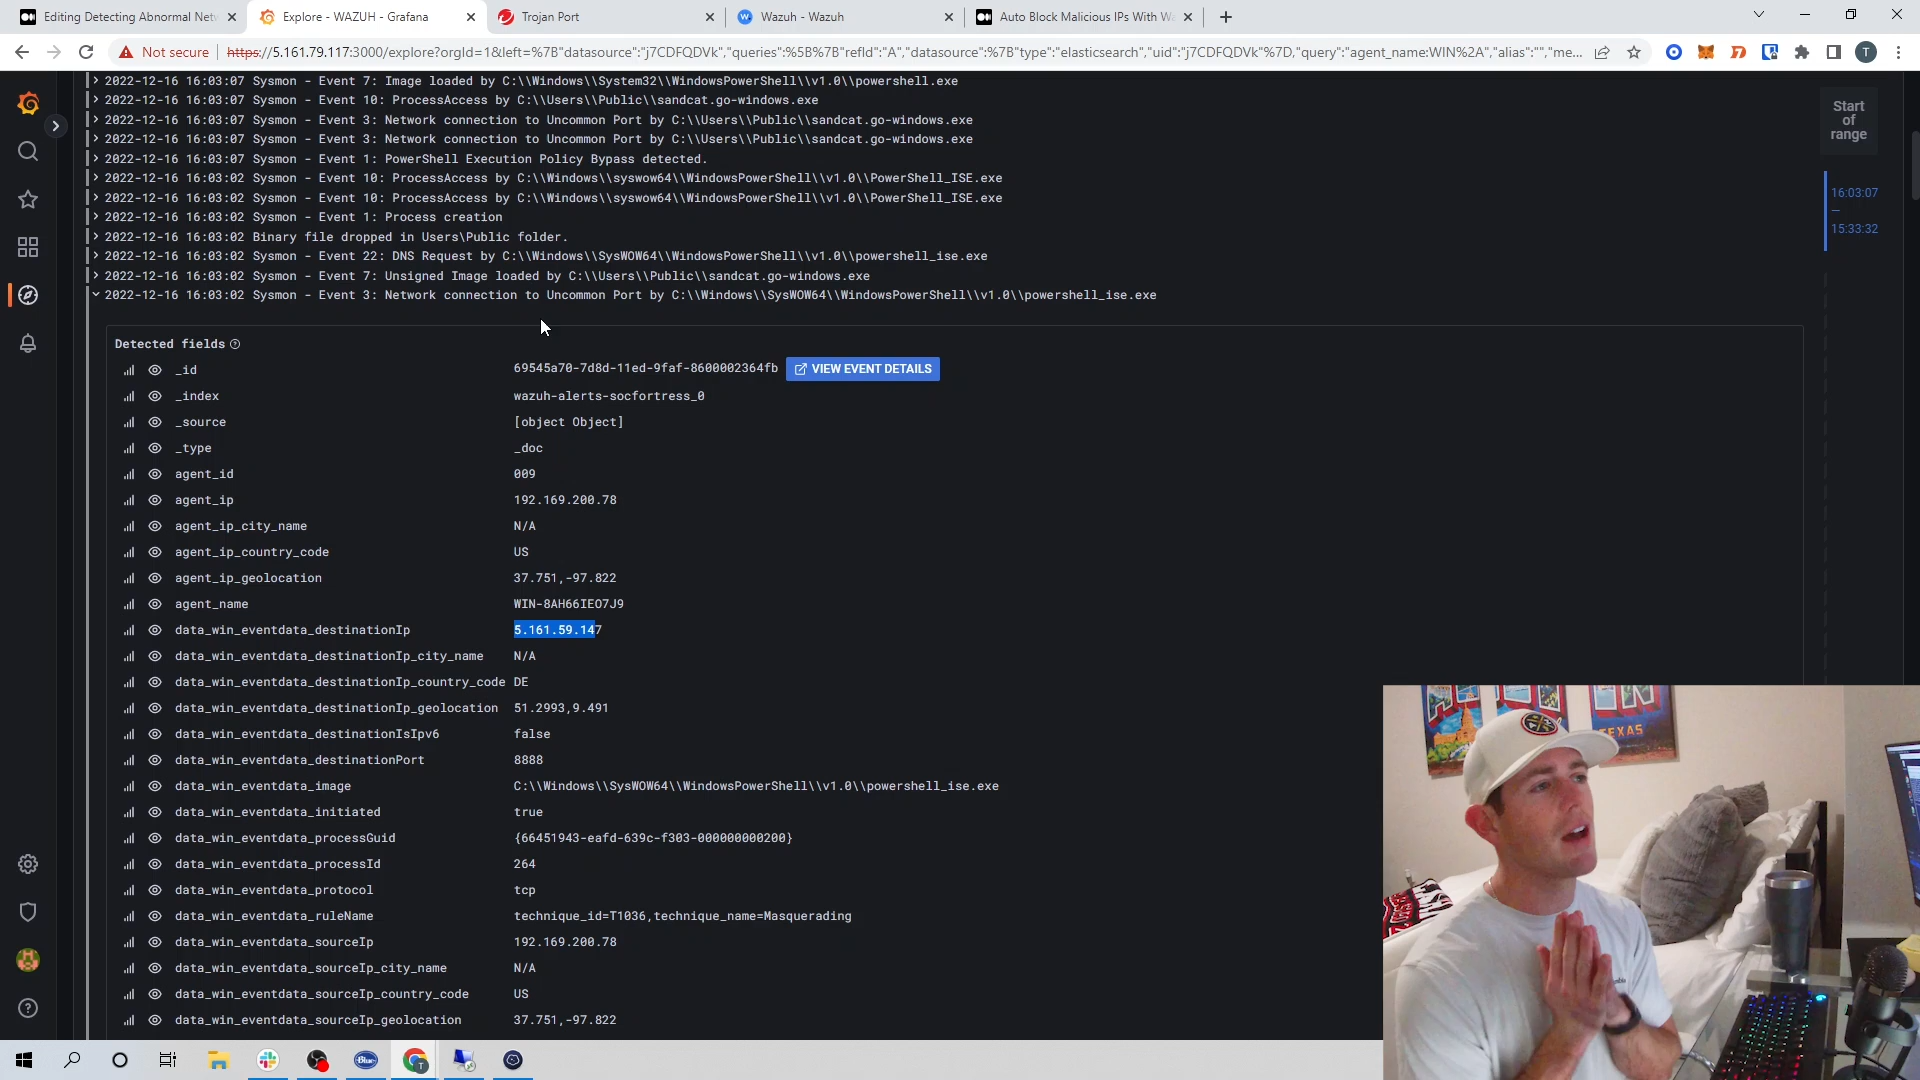 Editing Detecting Abnormal Netw
Explore - WAZUH - Grafana
Trojan Port
Wazuh - Wazuh
Auto Block Malicious IPs With Wa
Not secure
https://5.161.79.117:3000/explore?orgId=1&left=%7B"datasource":"j7CDFQDVk","queries":%5B%7B"refId":"A","datasource":%7B"type":"elasticsearch","uid":"j7CDFQDVk"%7D,"query":"agent_name:WIN%2A","alias":"","me...
T
2022-12-16 16:03:07 Sysmon - Event 7: Image loaded by C:\\Windows\\System32\\WindowsPowerShell\\v1.0\\powershell.exe
2022-12-16 16:03:07 Sysmon - Event 10: ProcessAccess by C:\\Users\\Public\\sandcat.go-windows.exe
2022-12-16 16:03:07 Sysmon - Event 3: Network connection to Uncommon Port by C:\\Users\\Public\\sandcat.go-windows.exe
2022-12-16 16:03:07 Sysmon - Event 3: Network connection to Uncommon Port by C:\\Users\\Public\\sandcat.go-windows.exe
2022-12-16 16:03:07 Sysmon - Event 1: PowerShell Execution Policy Bypass detected.
2022-12-16 16:03:02 Sysmon - Event 10: ProcessAccess by C:\\Windows\\syswow64\\WindowsPowerShell\\v1.0\\PowerShell_ISE.exe
2022-12-16 16:03:02 Sysmon - Event 10: ProcessAccess by C:\\Windows\\syswow64\\WindowsPowerShell\\v1.0\\PowerShell_ISE.exe
2022-12-16 16:03:02 Sysmon - Event 1: Process creation
2022-12-16 16:03:02 Binary file dropped in Users\Public folder.
2022-12-16 16:03:02 Sysmon - Event 22: DNS Request by C:\\Windows\\SysWOW64\\WindowsPowerShell\\v1.0\\powershell_ise.exe
2022-12-16 16:03:02 Sysmon - Event 7: Unsigned Image loaded by C:\\Users\\Public\\sandcat.go-windows.exe
2022-12-16 16:03:02 Sysmon - Event 3: Network connection to Uncommon Port by C:\\Windows\\SysWOW64\\WindowsPowerShell\\v1.0\\powershell_ise.exe
Start
of
range
16:03:07
—
15:33:32
Detected fields
_id 69545a70-7d8d-11ed-9faf-8600002364fb VIEW EVENT DETAILS
_index wazuh-alerts-socfortress_0
_source [object Object]
_type _doc
agent_id 009
agent_ip 192.169.200.78
agent_ip_city_name N/A
agent_ip_country_code US
agent_ip_geolocation 37.751,-97.822
agent_name WIN-8AH66IEO7J9
data_win_eventdata_destinationIp 5.161.59.147
data_win_eventdata_destinationIp_city_name N/A
data_win_eventdata_destinationIp_country_code DE
data_win_eventdata_destinationIp_geolocation 51.2993,9.491
data_win_eventdata_destinationIsIpv6 false
data_win_eventdata_destinationPort 8888
data_win_eventdata_image C:\\Windows\\SysWOW64\\WindowsPowerShell\\v1.0\\powershell_ise.exe
data_win_eventdata_initiated true
data_win_eventdata_processGuid {66451943-eafd-639c-f303-000000000200}
data_win_eventdata_processId 264
data_win_eventdata_protocol tcp
data_win_eventdata_ruleName technique_id=T1036,technique_name=Masquerading
data_win_eventdata_sourceIp 192.169.200.78
data_win_eventdata_sourceIp_city_name N/A
data_win_eventdata_sourceIp_country_code US
data_win_eventdata_sourceIp_geolocation 37.751,-97.822
TEXAS
Blue